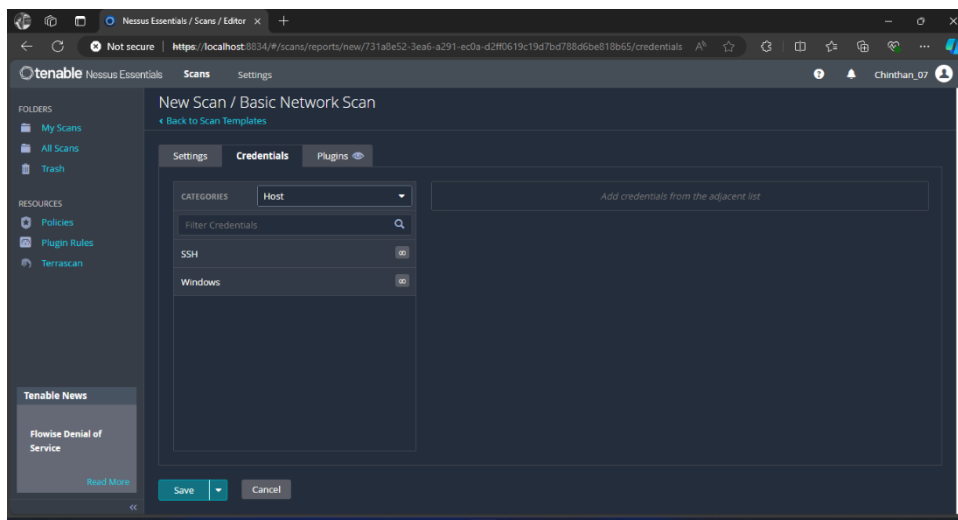 Nessus Essentials / Scans / Editor
Not secure
https://localhost:8834/#/scans/reports/new/731a8e52-3ea6-a291-ec0a-d2ff0619c19d7bd788d6be818b65/credentials
tenable Nessus Essentials
Scans
Settings
Chinthan_07
FOLDERS
My Scans
All Scans
Trash
RESOURCES
Policies
Plugin Rules
Terrascan
Tenable News
Flowise Denial of
Service
Read More
New Scan / Basic Network Scan
Back to Scan Templates
Settings
Credentials
Plugins
CATEGORIES
Host
Filter Credentials
SSH
∞
Windows
∞
Add credentials from the adjacent list
Save
Cancel